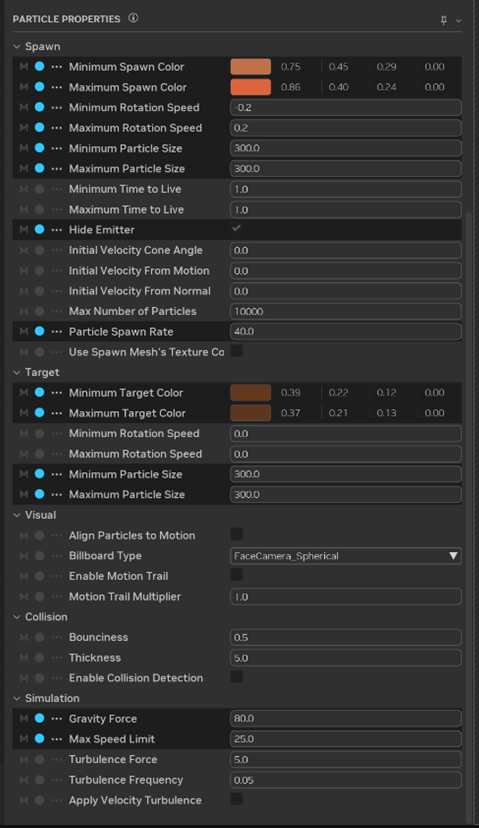 PARTICLE PROPERTIES
Spawn
M Minimum Spawn Color 0.75 0.45 0.29 0.00
M Maximum Spawn Color 0.86 0.40 0.24 0.00
M Minimum Rotation Speed -0.2
M Maximum Rotation Speed 0.2
M Minimum Particle Size 300.0
M Maximum Particle Size 300.0
M Minimum Time to Live 1.0
M Maximum Time to Live 1.0
M Hide Emitter
M Initial Velocity Cone Angle 0.0
M Initial Velocity From Motion 0.0
M Initial Velocity From Normal 0.0
M Max Number of Particles 10000
M Particle Spawn Rate 40.0
M Use Spawn Mesh's Texture Co
Target
M Minimum Target Color 0.39 0.22 0.12 0.00
M Maximum Target Color 0.37 0.21 0.13 0.00
M Minimum Rotation Speed 0.0
M Maximum Rotation Speed 0.0
M Minimum Particle Size 300.0
M Maximum Particle Size 300.0
Visual
M Align Particles to Motion
M Billboard Type FaceCamera_Spherical
M Enable Motion Trail
M Motion Trail Multiplier 1.0
Collision
M Bounciness 0.5
M Thickness 5.0
M Enable Collision Detection
Simulation
M Gravity Force 80.0
M Max Speed Limit 25.0
M Turbulence Force 5.0
M Turbulence Frequency 0.05
M Apply Velocity Turbulence